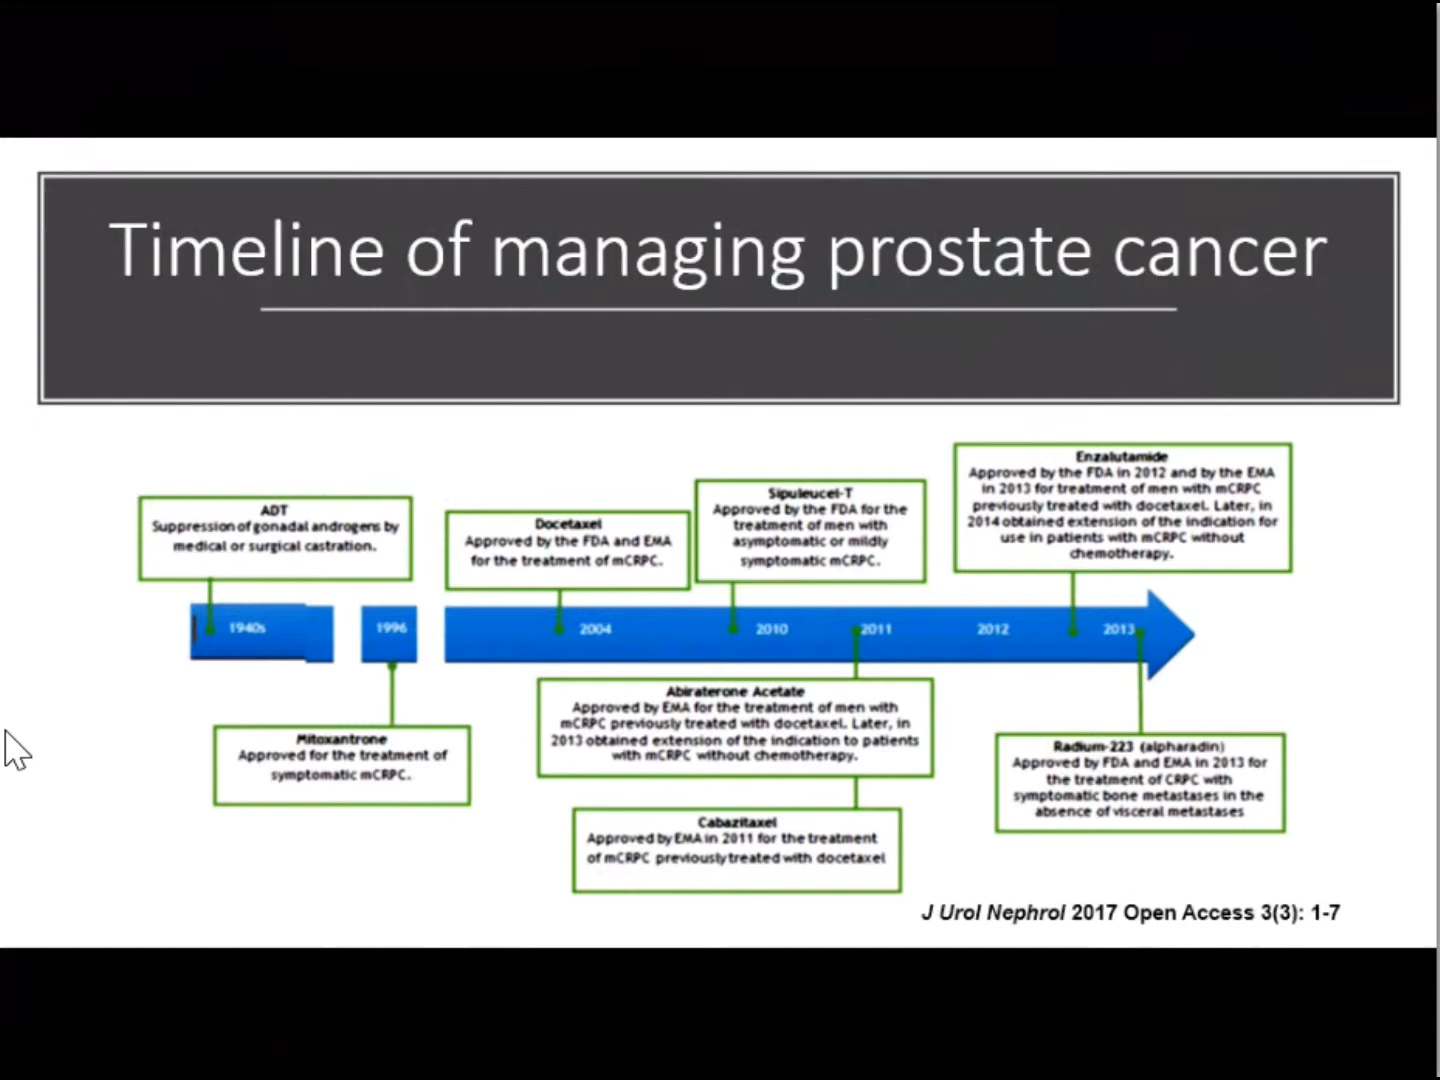 Timeline of managing prostate cancer
ADT
Suppression of gonadal androgens by
medical or surgical castration.
Docetaxel
Approved by the FDA and EMA
for the treatment of mCRPC.
Sipuleucel-T
Approved by the FDA for the
treatment of men with
asymptomatic or mildly
symptomatic mCRPC.
Enzalutamide
Approved by the FDA in 2012 and by the EMA
in 2013 for treatment of men with mCRPC
previously treated with docetaxel. Later, in
2014 obtained extension of the indication for
use in patients with mCRPC without
chemotherapy.
1940s
1996
2004
2010
2011
2012
2013
Mitoxantrone
Approved for the treatment of
symptomatic mCRPC.
Abiraterone Acetate
Approved by EMA for the treatment of men with
mCRPC previously treated with docetaxel. Later, in
2013 obtained extension of the indication to patients
with mCRPC without chemotherapy.
Cabazitaxel
Approved by EMA in 2011 for the treatment
of mCRPC previously treated with docetaxel
Radium-223 (alpharadin)
Approved by FDA and EMA in 2013 for
the treatment of CRPC with
symptomatic bone metastases in the
absence of visceral metastases
J Urol Nephrol 2017 Open Access 3(3): 1-7